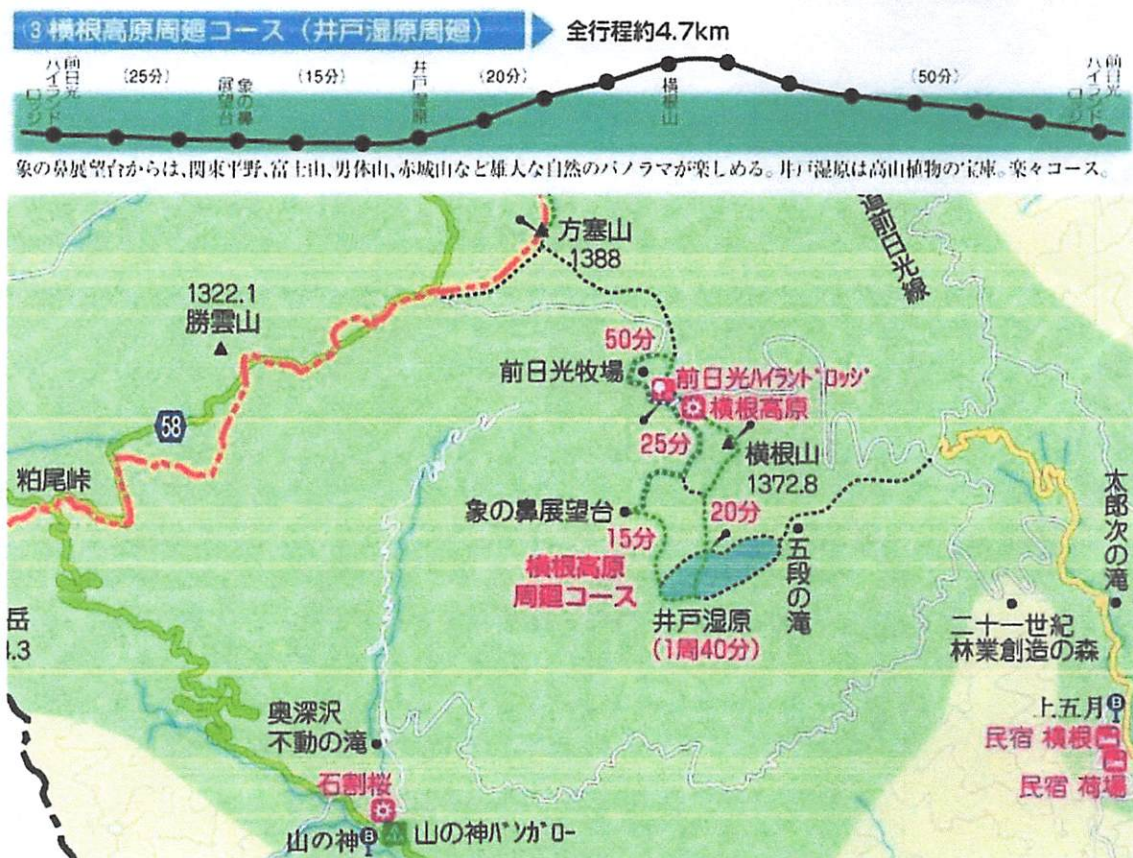 ③横根高原周廻コース（井戸湿原周廻）
全行程約4.7km
前日光
ハイランド
ロッジ
（25分）
象の鼻
展望台
（15分）
井戸湿原
（20分）
横根山
（50分）
前日光
ハイランド
ロッジ
象の鼻展望台からは、関東平野、富士山、男体山、赤城山など雄大な自然のパノラマが楽しめる。井戸湿原は高山植物の宝庫。楽々コース。
方塞山
1388
道前日光線
1322.1
勝雲山
50分
前日光牧場
前日光ハイランドロッジ
横根高原
58
25分
横根山
1372.8
粕尾峠
象の鼻展望台
20分
15分
太郎次の滝
五段の滝
横根高原
周廻コース
井戸湿原
（1周40分）
二十一世紀
林業創造の森
岳
.3
奥深沢
不動の滝
上五月
B
民宿 横根
民宿 荷場
石割桜
山の神
B
山の神バンガロー